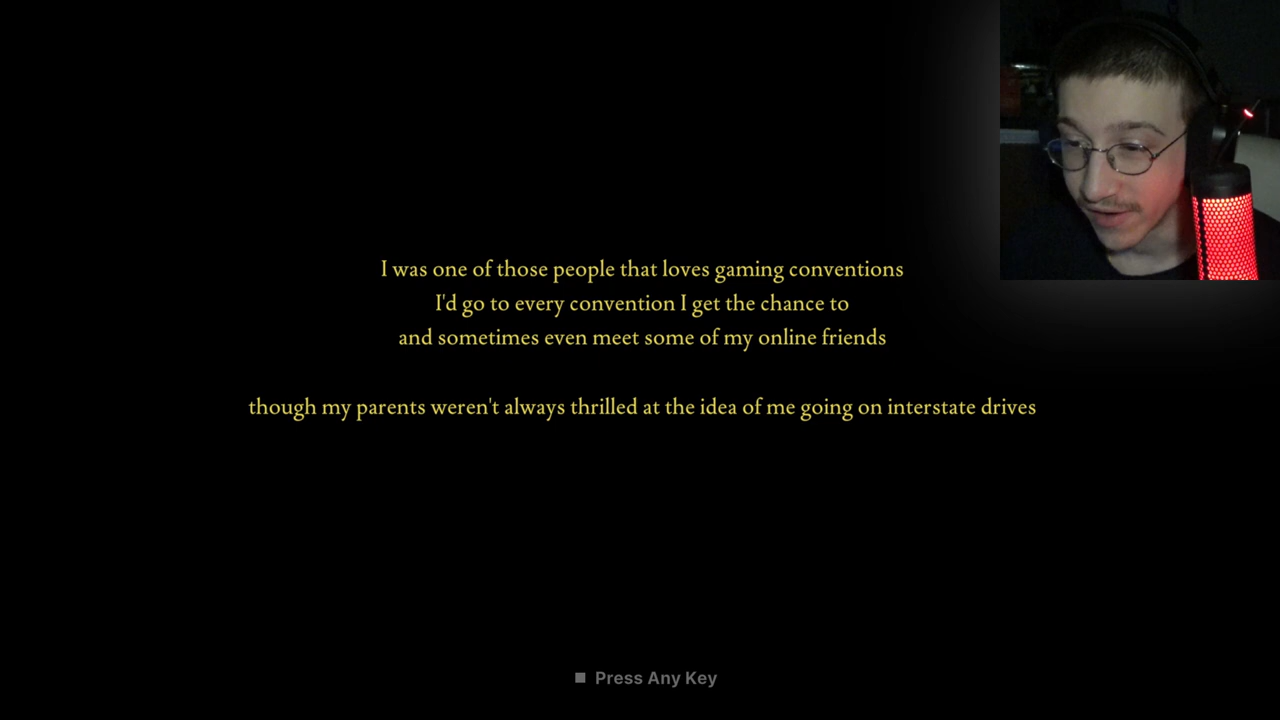 I was one of those people that loves gaming conventions
I'd go to every convention I get the chance to
and sometimes even meet some of my online friends
though my parents weren't always thrilled at the idea of me going on interstate drives
Press Any Key